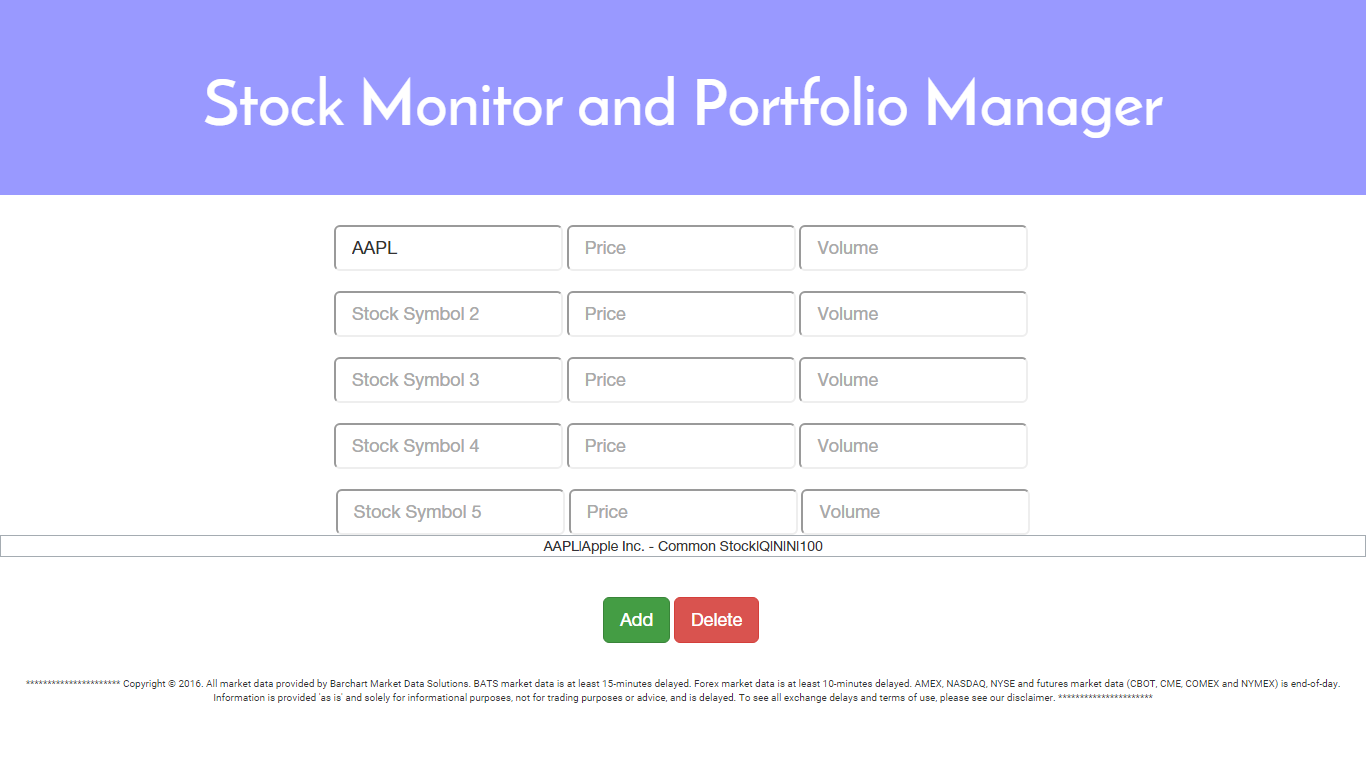 Stock Monitor and Portfolio Manager
AAPL Price Volume
Stock Symbol 2 Price Volume
Stock Symbol 3 Price Volume
Stock Symbol 4 Price Volume
Stock Symbol 5 Price Volume
AAPL|Apple Inc. - Common Stock|Q|N|N|100
Add Delete
********************** Copyright © 2016. All market data provided by Barchart Market Data Solutions. BATS market data is at least 15-minutes delayed. Forex market data is at least 10-minutes delayed. AMEX, NASDAQ, NYSE and futures market data (CBOT, CME, COMEX and NYMEX) is end-of-day.
Information is provided 'as is' and solely for informational purposes, not for trading purposes or advice, and is delayed. To see all exchange delays and terms of use, please see our disclaimer. **********************